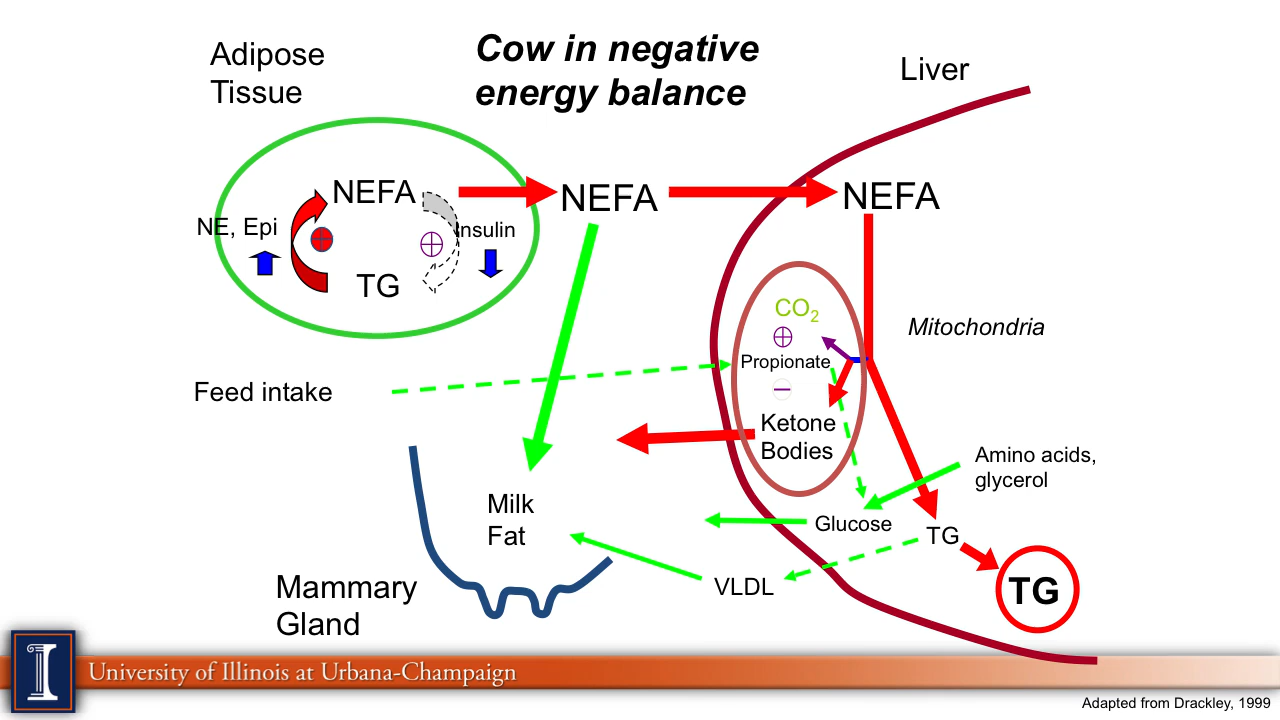 Cow in negative
energy balance
Adipose
Tissue
Liver
NEFA
NEFA
NEFA
NE, Epi
Insulin
TG
CO₂
Mitochondria
Propionate
Feed intake
Ketone
Bodies
Amino acids,
glycerol
Milk
Fat
Glucose
TG
VLDL
TG
Mammary
Gland
I
University of Illinois at Urbana-Champaign
Adapted from Drackley, 1999